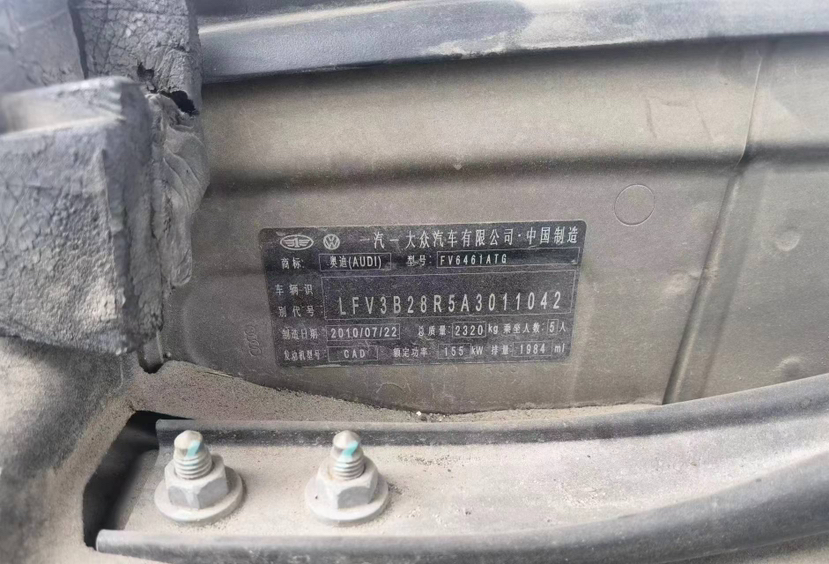 一汽一大众汽车有限公司·中国制造
商标: 奥迪(AUDI) 型号: FV6461ATG
车辆识
别代号: LFV3B28R5A3011042
制造日期 2010/07/22 总质量: 2320 kg 乘坐人数: 5人
发动机型号: CAD 额定功率 155 kW 排量 1984 ml